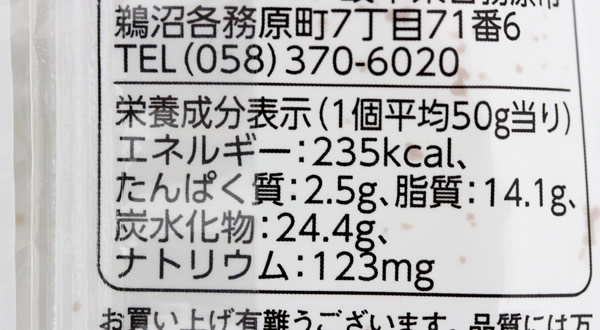 鵜沼各務原町7丁目71番6
TEL(058)370-6020
栄養成分表示(1個平均50g当り)
エネルギー:235kcal、
たんぱく質:2.5g、脂質:14.1g、
炭水化物:24.4g、
ナトリウム:123mg
お買い上げ有難うございます。品質には万